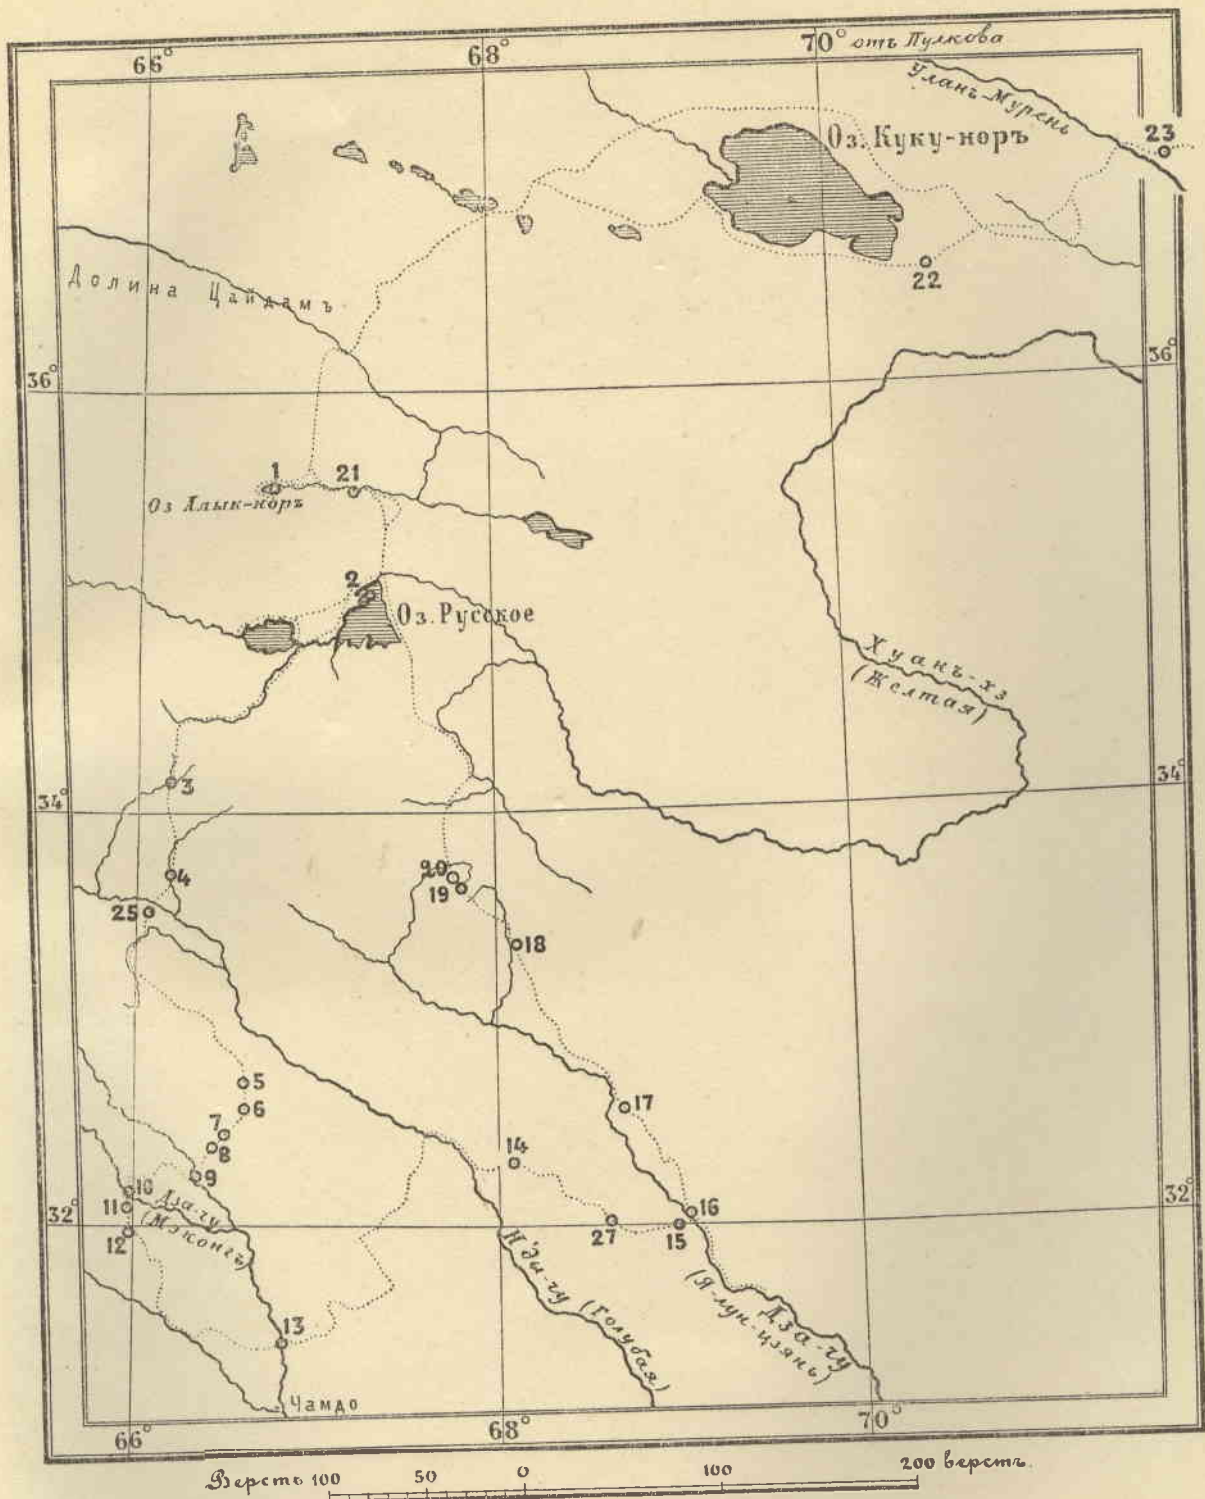 66° 68° 70° отъ Пулкова
Уланъ-Мурень
23
Оз. Куку-норъ
22
Долина Цайдамъ
36° 36°
1 21
Оз Алык-норъ
2
Оз. Русское
Хуанъ-хэ
(Желтая)
3
34° 34°
4
20
19
25
18
5
6
17
7
8
14
9
10
Дза-чу
(Мэконгъ)
11
16
32° 32°
12
27
15
Н'ды-чу (Голубая)
Дза-чу
(Я-лун-цзянъ)
13
Чамдо
66° 68° 70°
Верстъ 100 50 0 100 200 верстъ.